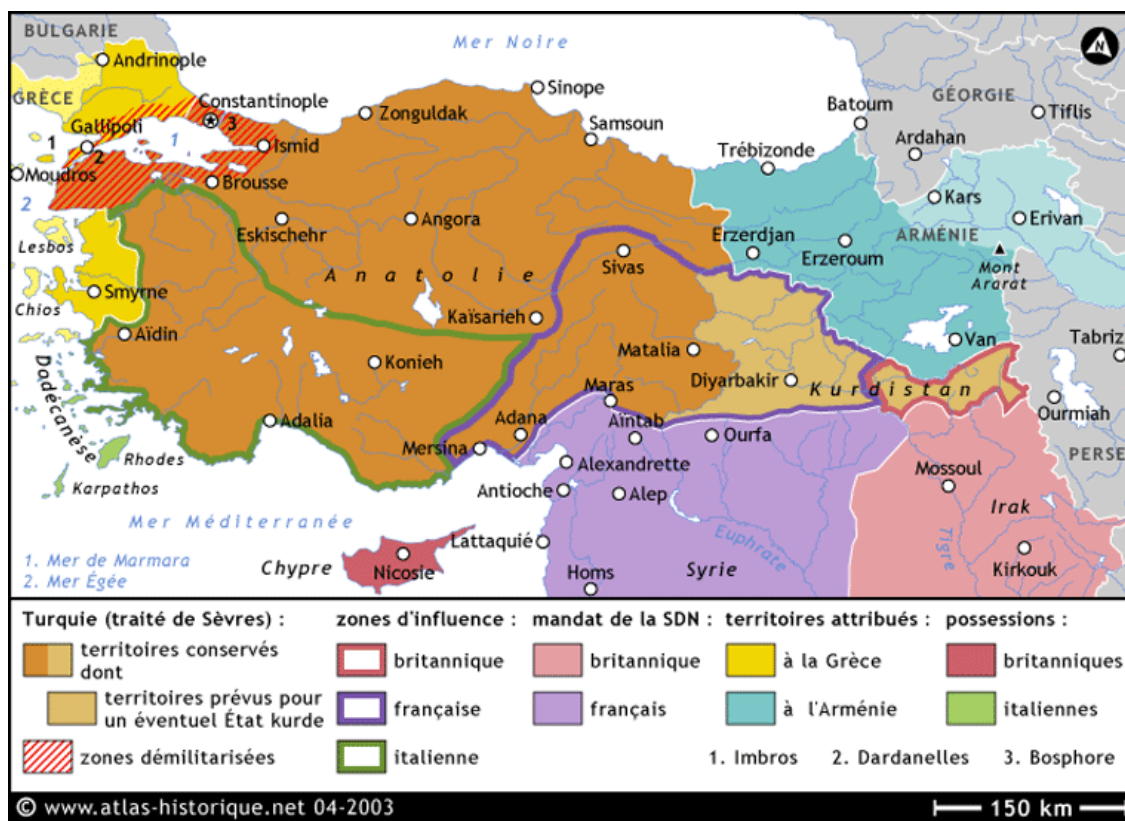 BULGARIE
Andrinople
Mer Noire
N
Sinope
GRÈCE
Constantinople
3
Zonguldak
Batoum
GÉORGIE
Tiflis
Gallipoli
1
1
2
Ismid
Samsoun
Trébizonde
Ardahan
Moudros
Brousse
Kars
2
Eskischehr
Angora
Erzerdjan
ARMÉNIE
Erivan
Lesbos
Sivas
Erzeroum
Mont
Ararat
Anatolie
Smyrne
Chios
Kaïsarieh
Aïdin
Van
Tabriz
Konieh
Matalia
Diyarbakir
Kurdistan
Dodécanèse
Maras
Ourmiah
Adalia
Adana
Aïntab
Ourfa
Mersina
PERSE
Rhodes
Alexandrette
Mossoul
Karpathos
Antioche
Alep
Irak
Mer Méditerranée
Euphrate
Tigre
Lattaquié
1. Mer de Marmara
2. Mer Égée
Chypre
Nicosie
Homs
Syrie
Kirkouk
Turquie (traité de Sèvres) :
territoires conservés
dont
territoires prévus pour
un éventuel État kurde
zones démilitarisées
zones d'influence :
britannique
française
italienne
mandat de la SDN :
britannique
français
territoires attribués :
à la Grèce
à l'Arménie
possessions :
britanniques
italiennes
1. Imbros 2. Dardanelles 3. Bosphore
© www.atlas-historique.net 04-2003
150 km